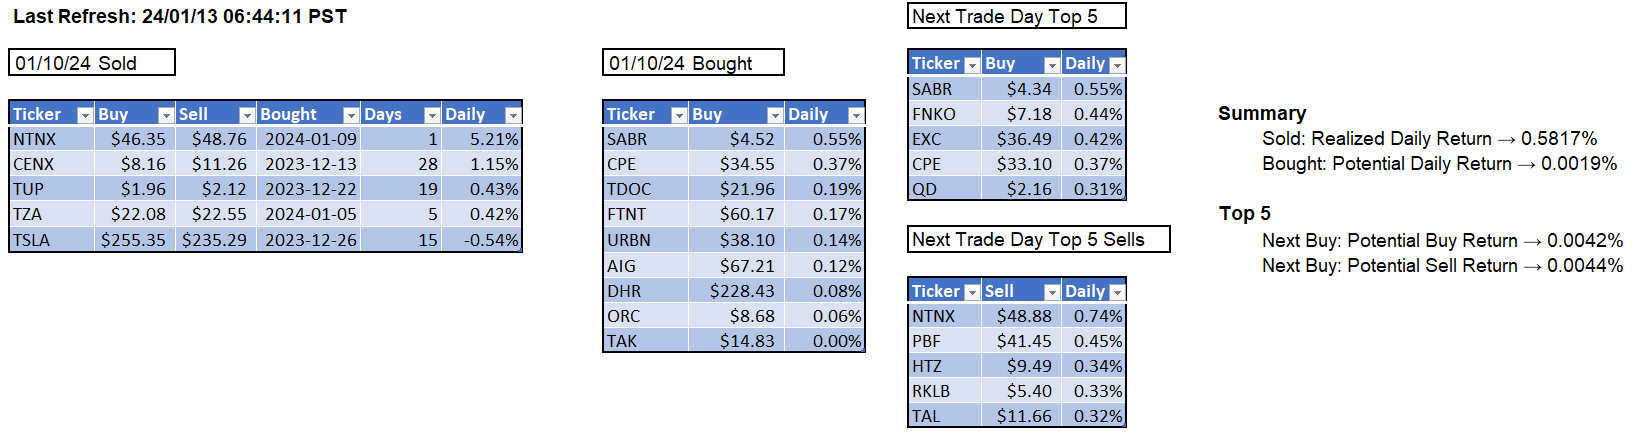 Last Refresh: 24/01/13 06:44:11 PST
01/10/24 Sold
Ticker Buy Sell Bought Days Daily
NTNX $46.35 $48.76 2024-01-09 1 5.21%
CENX $8.16 $11.26 2023-12-13 28 1.15%
TUP $1.96 $2.12 2023-12-22 19 0.43%
TZA $22.08 $22.55 2024-01-05 5 0.42%
TSLA $255.35 $235.29 2023-12-26 15 -0.54%
01/10/24 Bought
Ticker Buy Daily
SABR $4.52 0.55%
CPE $34.55 0.37%
TDOC $21.96 0.19%
FTNT $60.17 0.17%
URBN $38.10 0.14%
AIG $67.21 0.12%
DHR $228.43 0.08%
ORC $8.68 0.06%
TAK $14.83 0.00%
Next Trade Day Top 5
Ticker Buy Daily
SABR $4.34 0.55%
FNKO $7.18 0.44%
EXC $36.49 0.42%
CPE $33.10 0.37%
QD $2.16 0.31%
Next Trade Day Top 5 Sells
Ticker Sell Daily
NTNX $48.88 0.74%
PBF $41.45 0.45%
HTZ $9.49 0.34%
RKLB $5.40 0.33%
TAL $11.66 0.32%
Summary
Sold: Realized Daily Return → 0.5817%
Bought: Potential Daily Return → 0.0019%
Top 5
Next Buy: Potential Buy Return → 0.0042%
Next Buy: Potential Sell Return → 0.0044%